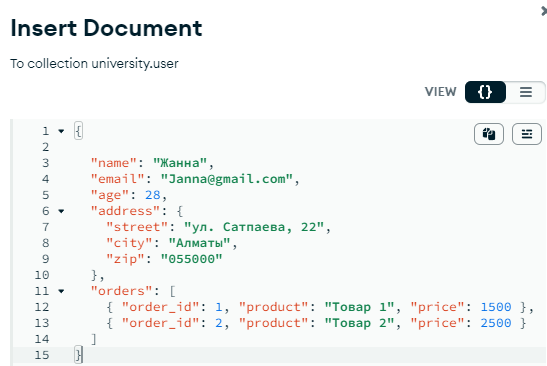 Insert Document
To collection university.user
VIEW {}
1 {
2
3 "name": "Жанна",
4 "email": "Janna@gmail.com",
5 "age": 28,
6 "address": {
7 "street": "ул. Сатпаева, 22",
8 "city": "Алматы",
9 "zip": "055000"
10 },
11 "orders": [
12 { "order_id": 1, "product": "Товар 1", "price": 1500 },
13 { "order_id": 2, "product": "Товар 2", "price": 2500 }
14 ]
15 }